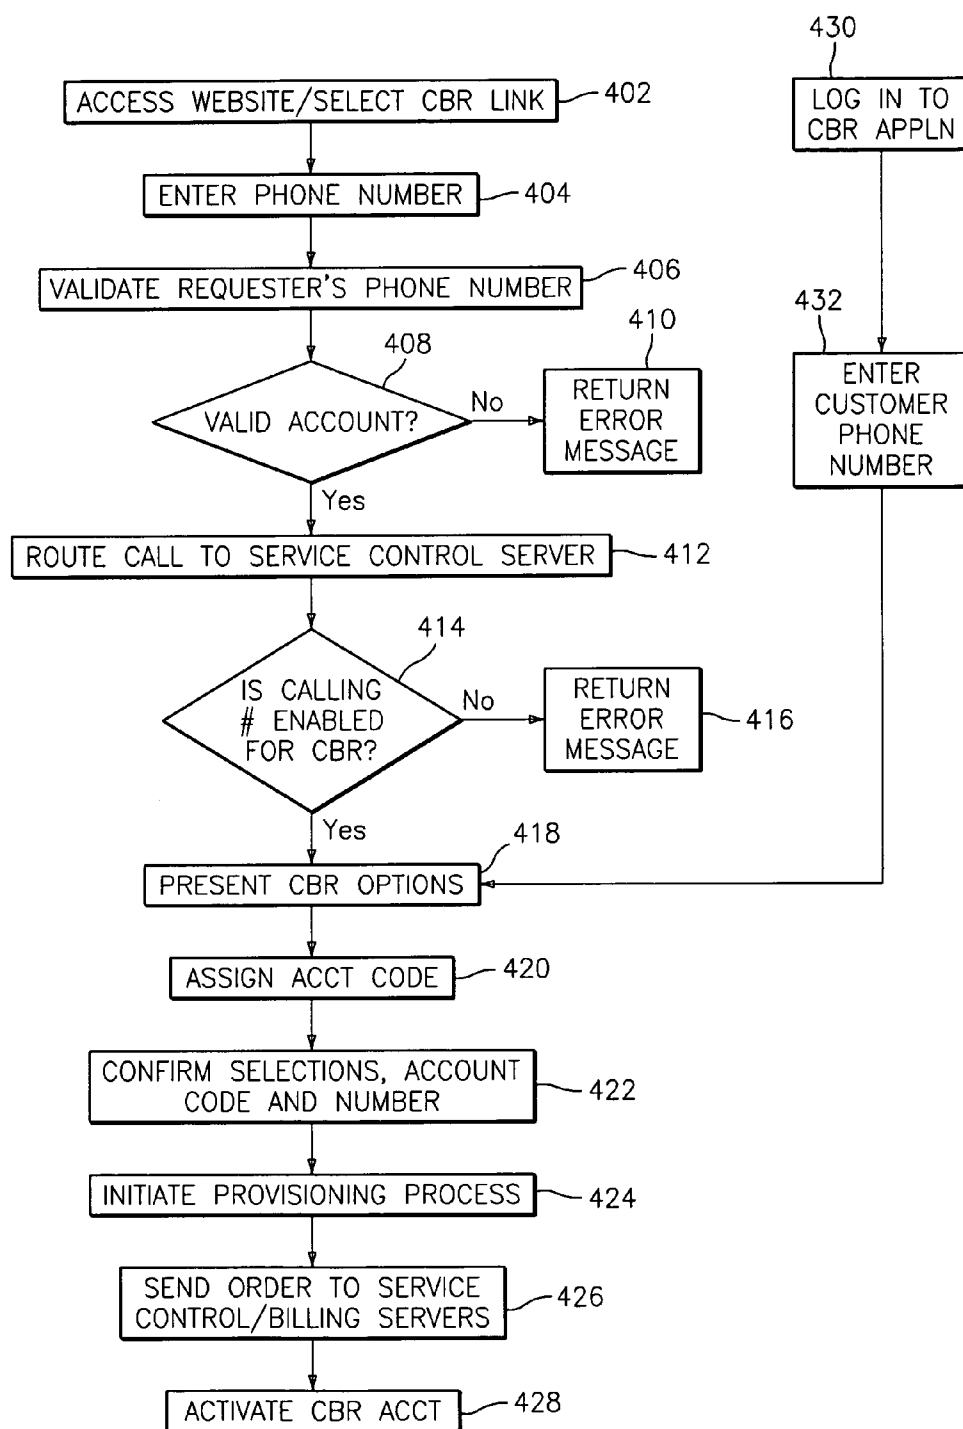 430
ACCESS WEBSITE/SELECT CBR LINK
402
LOG IN TO
CBR APPLN
ENTER PHONE NUMBER
404
VALIDATE REQUESTER'S PHONE NUMBER
406
432
408
410
VALID ACCOUNT?
No
RETURN
ERROR
MESSAGE
ENTER
CUSTOMER
PHONE
NUMBER
Yes
ROUTE CALL TO SERVICE CONTROL SERVER
412
414
IS CALLING
# ENABLED
FOR CBR?
No
RETURN
ERROR
MESSAGE
416
Yes
418
PRESENT CBR OPTIONS
ASSIGN ACCT CODE
420
CONFIRM SELECTIONS, ACCOUNT
CODE AND NUMBER
422
INITIATE PROVISIONING PROCESS
424
SEND ORDER TO SERVICE
CONTROL/BILLING SERVERS
426
ACTIVATE CBR ACCT
428